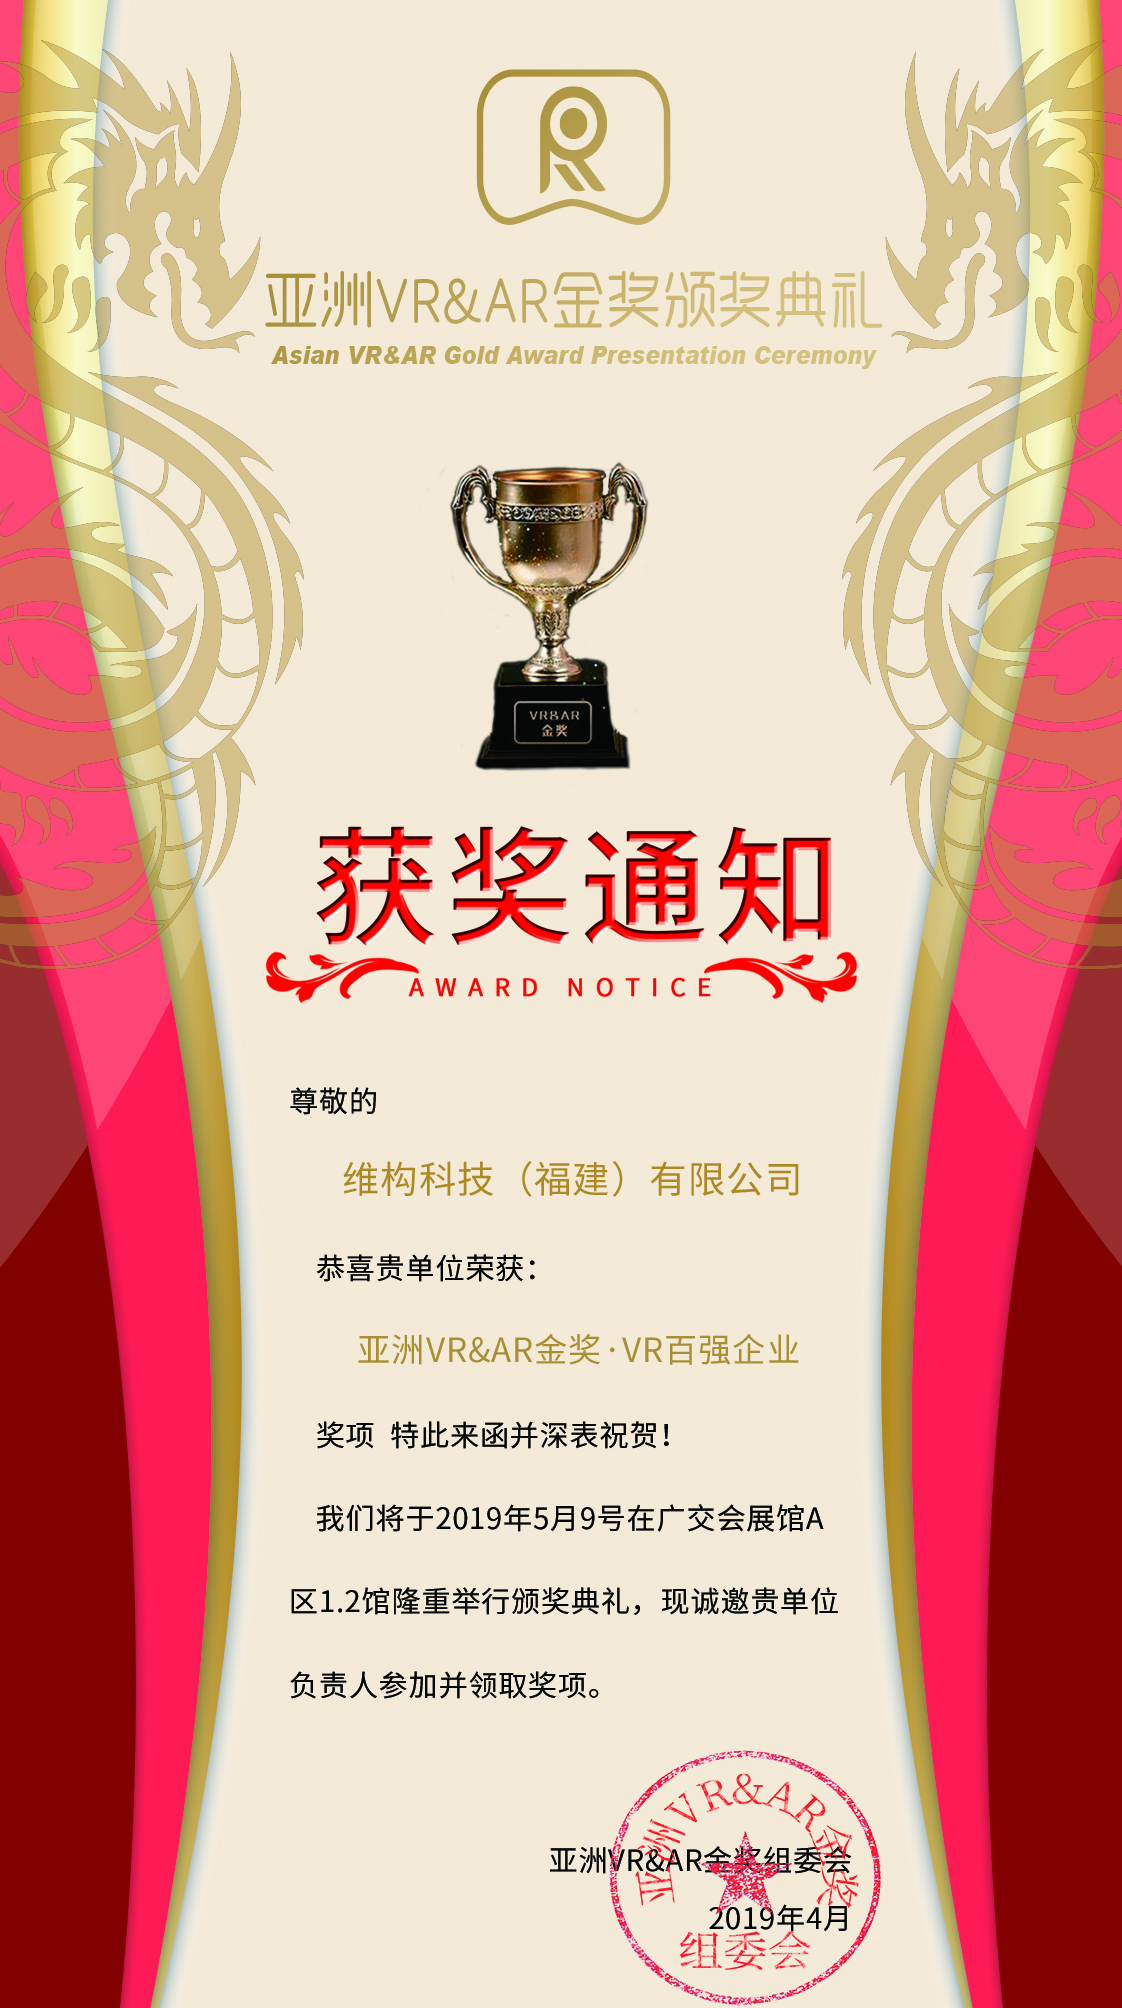 亚洲VR&AR金奖颁奖典礼
Asian VR&AR Gold Award Presentation Ceremony
VR&AR
金奖
获奖通知
AWARD NOTICE
尊敬的
维构科技（福建）有限公司
恭喜贵单位荣获：
亚洲VR&AR金奖·VR百强企业
奖项 特此来函并深表祝贺！
我们将于2019年5月9号在广交会展馆A
区1.2馆隆重举行颁奖典礼，现诚邀贵单位
负责人参加并领取奖项。
亚洲VR&AR金奖组委会
2019年4月
亚洲VR&AR金奖
组委会